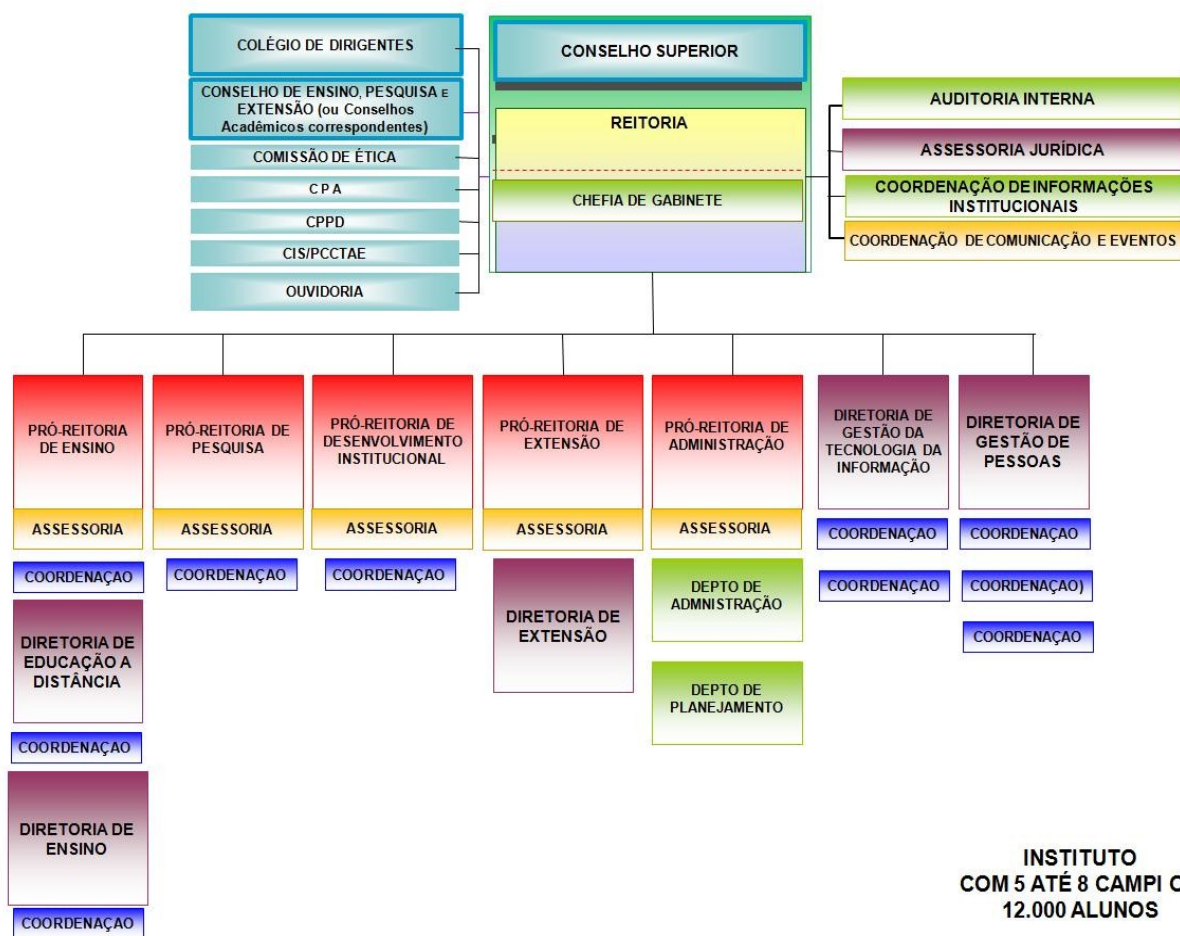 COLÉGIO DE DIRIGENTES
CONSELHO DE ENSINO, PESQUISA E
EXTENSÃO (ou Conselhos
Acadêmicos correspondentes)
COMISSÃO DE ÉTICA
C P A
CPPD
CIS/PCCTAE
OUVIDORIA
CONSELHO SUPERIOR
REITORIA
CHEFIA DE GABINETE
AUDITORIA INTERNA
ASSESSORIA JURÍDICA
COORDENAÇÃO DE INFORMAÇÕES
INSTITUCIONAIS
COORDENAÇÃO DE COMUNICAÇÃO E EVENTOS
PRÓ-REITORIA
DE ENSINO
ASSESSORIA
COORDENAÇAO
DIRETORIA DE
EDUCAÇÃO A
DISTÂNCIA
COORDENAÇAO
DIRETORIA DE
ENSINO
COORDENAÇAO
PRÓ-REITORIA DE
PESQUISA
ASSESSORIA
COORDENAÇAO
PRÓ-REITORIA DE
DESENVOLVIMENTO
INSTITUCIONAL
ASSESSORIA
COORDENAÇAO
PRÓ-REITORIA DE
EXTENSÃO
ASSESSORIA
DIRETORIA DE
EXTENSÃO
PRÓ-REITORIA DE
ADMINISTRAÇÃO
ASSESSORIA
DEPTO DE
ADMNISTRAÇÃO
DEPTO DE
PLANEJAMENTO
DIRETORIA DE
GESTÃO DA
TECNOLOGIA DA
INFORMAÇÃO
COORDENAÇAO
COORDENAÇAO
DIRETORIA DE
GESTÃO DE
PESSOAS
COORDENAÇAO
COORDENAÇAO)
COORDENAÇAO
INSTITUTO
COM 5 ATÉ 8 CAMPI
12.000 ALUNOS